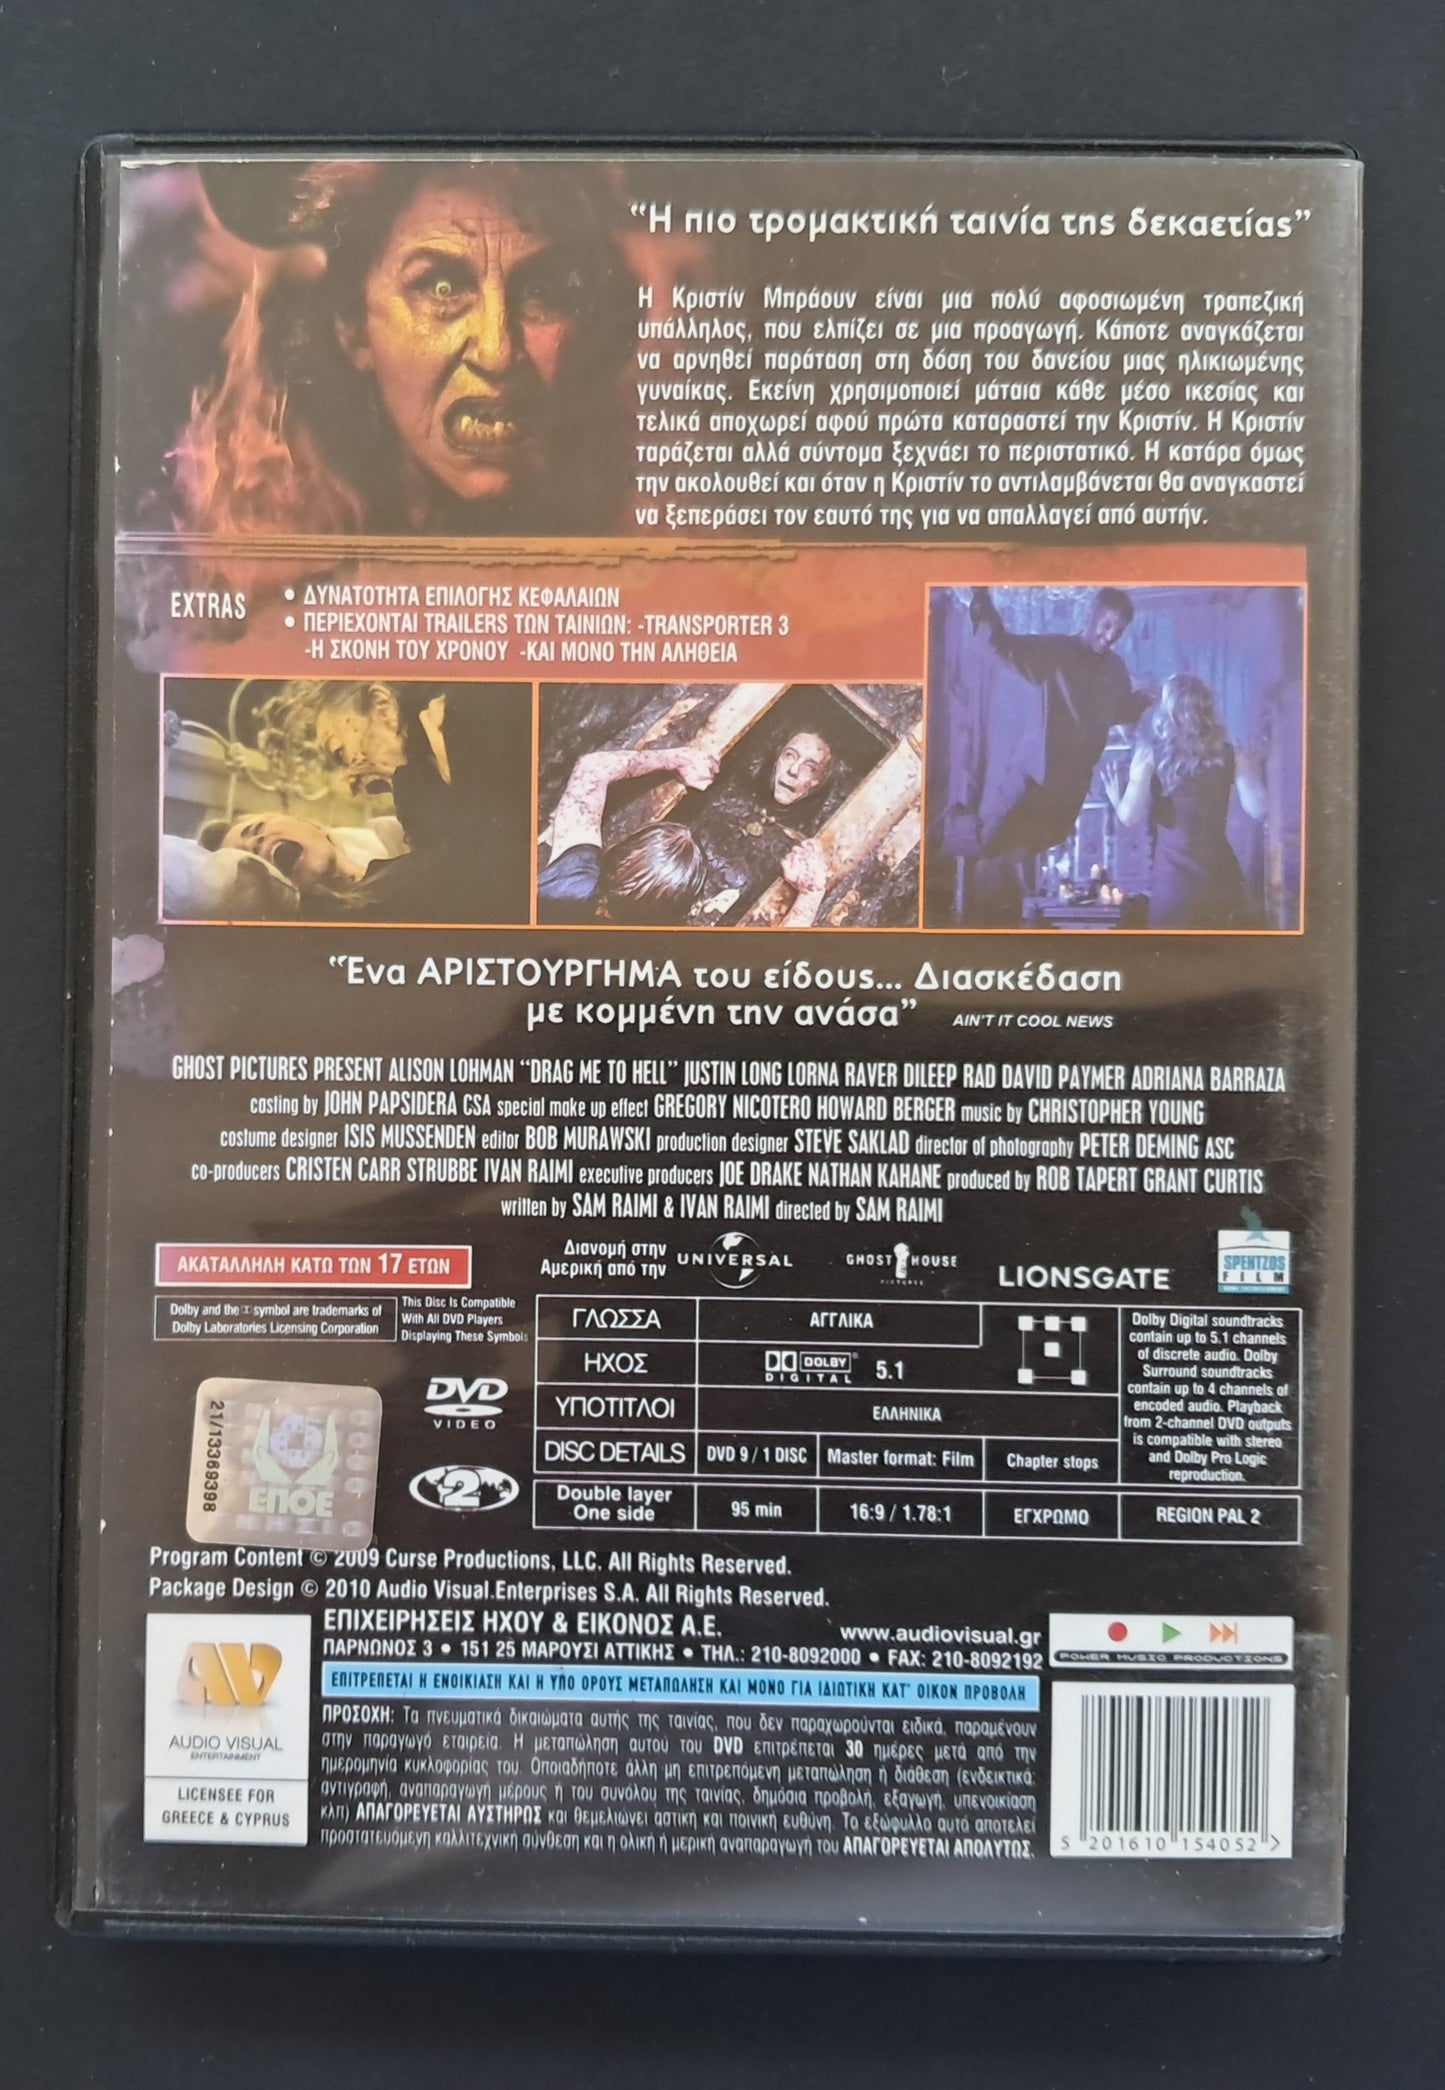 “Η πιο τρομακτική ταινία της δεκαετίας”
Η Κριστίν Μπράουν είναι μια πολύ αφοσιωμένη τραπεζική
υπάλληλος, που ελπίζει σε μια προαγωγή. Κάποτε αναγκάζεται
να αρνηθεί παράταση στη δόση του δανείου μιας ηλικιωμένης
γυναίκας. Εκείνη χρησιμοποιεί μάταια κάθε μέσο ικεσίας και
τελικά αποχωρεί αφού πρώτα καταραστεί την Κριστίν. Η Κριστίν
ταράζεται αλλά σύντομα ξεχνάει το περιστατικό. Η κατάρα όμως
την ακολουθεί και όταν η Κριστίν το αντιλαμβάνεται θα αναγκαστεί
να ξεπεράσει τον εαυτό της για να απαλλαγεί από αυτήν.
EXTRAS
• ΔΥΝΑΤΟΤΗΤΑ ΕΠΙΛΟΓΗΣ ΚΕΦΑΛΑΙΩΝ
• ΠΕΡΙΕΧΟΝΤΑΙ TRAILERS ΤΩΝ ΤΑΙΝΙΩΝ: -TRANSPORTER 3
-Η ΣΚΟΝΗ ΤΟΥ ΧΡΟΝΟΥ -ΚΑΙ ΜΟΝΟ ΤΗΝ ΑΛΗΘΕΙΑ
“Ένα ΑΡΙΣΤΟΥΡΓΗΜΑ του είδους... Διασκέδαση
με κομμένη την ανάσα” AIN'T IT COOL NEWS
GHOST PICTURES PRESENT ALISON LOHMAN “DRAG ME TO HELL” JUSTIN LONG LORNA RAVER DILEEP RAD DAVID PAYMER ADRIANA BARRAZA
casting by JOHN PAPSIDERA CSA special make up effect GREGORY NICOTERO HOWARD BERGER music by CHRISTOPHER YOUNG
costume designer ISIS MUSSENDEN editor BOB MURAWSKI production designer STEVE SAKLAD director of photography PETER DEMING ASC
co-producers CRISTEN CARR STRUBBE IVAN RAIMI executive producers JOE DRAKE NATHAN KAHANE produced by ROB TAPERT GRANT CURTIS
written by SAM RAIMI & IVAN RAIMI directed by SAM RAIMI
ΑΚΑΤΑΛΛΗΛΗ ΚΑΤΩ ΤΩΝ 17 ΕΤΩΝ
Διανομή στην
Αμερική από την
UNIVERSAL
GHOST HOUSE
PICTURES
LIONSGATE
SPENTZOS
FILM
Dolby and the symbol are trademarks of
Dolby Laboratories Licensing Corporation
This Disc Is Compatible
With All DVD Players
Displaying These Symbols
ΓΛΩΣΣΑ ΑΓΓΛΙΚΑ
ΗΧΟΣ DOLBY DIGITAL 5.1
ΥΠΟΤΙΤΛΟΙ ΕΛΛΗΝΙΚΑ
DISC DETAILS DVD 9 / 1 DISC Master format: Film Chapter stops
Double layer
One side
95 min 16:9 / 1.78:1 ΕΓΧΡΩΜΟ REGION PAL 2
Dolby Digital soundtracks
contain up to 5.1 channels
of discrete audio. Dolby
Surround soundtracks
contain up to 4 channels of
encoded audio. Playback
from 2-channel DVD outputs
is compatible with stereo
and Dolby Pro Logic
reproduction.
DVD
VIDEO
2
21/13369398
ΕΠΟΕ
Program Content © 2009 Curse Productions, LLC. All Rights Reserved.
Package Design © 2010 Audio Visual Enterprises S.A. All Rights Reserved.
ΕΠΙΧΕΙΡΗΣΕΙΣ ΗΧΟΥ & ΕΙΚΟΝΟΣ Α.Ε. www.audiovisual.gr
ΠΑΡΝΩΝΟΣ 3 • 151 25 ΜΑΡΟΥΣΙ ΑΤΤΙΚΗΣ • ΤΗΛ.: 210-8092000 • FAX: 210-8092192
ΕΠΙΤΡΕΠΕΤΑΙ Η ΕΝΟΙΚΙΑΣΗ ΚΑΙ Η ΥΠΟ ΟΡΟΥΣ ΜΕΤΑΠΩΛΗΣΗ ΚΑΙ ΜΟΝΟ ΓΙΑ ΙΔΙΩΤΙΚΗ ΚΑΤ' ΟΙΚΟΝ ΠΡΟΒΟΛΗ
ΠΡΟΣΟΧΗ: Τα πνευματικά δικαιώματα αυτής της ταινίας, που δεν παραχωρούνται ειδικά, παραμένουν
στην παραγωγό εταιρεία. Η μεταπώληση αυτού του DVD επιτρέπεται 30 ημέρες μετά από την
ημερομηνία κυκλοφορίας του. Οποιαδήποτε άλλη μη επιτρεπόμενη μεταπώληση ή διάθεση (ενδεικτικά:
αντιγραφή, αναπαραγωγή μέρους ή του συνόλου της ταινίας, δημόσια προβολή, εξαγωγή, υπενοικίαση
κλπ) ΑΠΑΓΟΡΕΥΕΤΑΙ ΑΥΣΤΗΡΩΣ και θεμελιώνει αστική και ποινική ευθύνη. Το εξώφυλλο αυτό αποτελεί
προστατευόμενη καλλιτεχνική σύνθεση και η ολική ή μερική αναπαραγωγή του ΑΠΑΓΟΡΕΥΕΤΑΙ ΑΠΟΛΥΤΩΣ.
AV
AUDIO VISUAL
ENTERTAINMENT
LICENSEE FOR
GREECE & CYPRUS
POWER MUSIC PRODUCTIONS
5 201610 154052 >